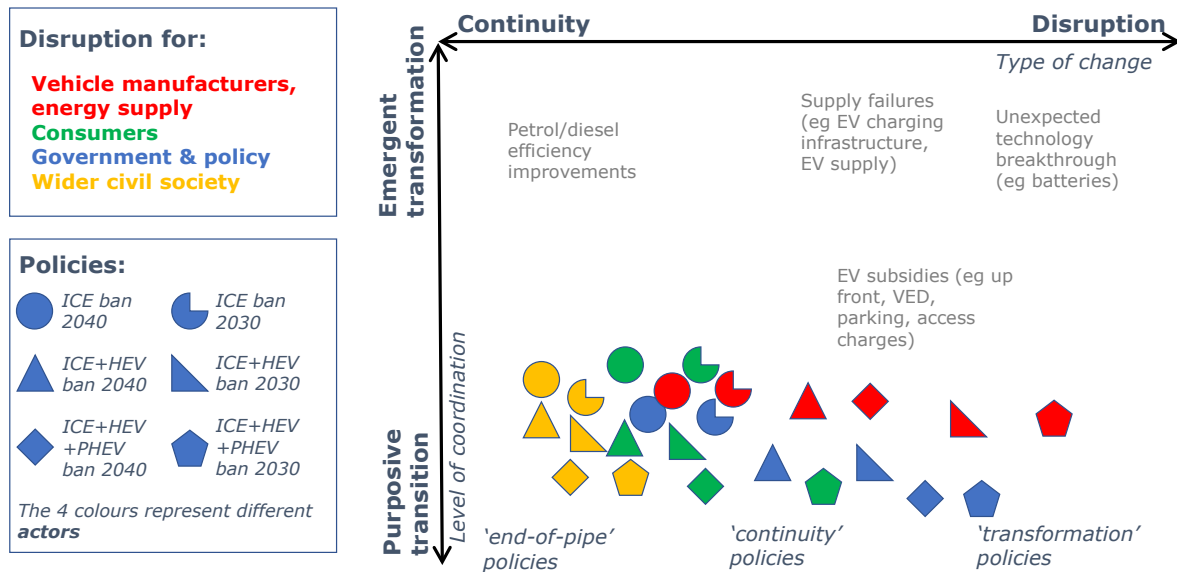 Disruption for:
Vehicle manufacturers,
energy supply
Consumers
Government & policy
Wider civil society
Policies:
ICE ban
2040
ICE ban
2030
ICE+HEV
ban 2040
ICE+HEV
ban 2030
ICE+HEV
+PHEV
ban 2040
ICE+HEV
+PHEV
ban 2030
The 4 colours represent different
actors
Continuity
Disruption
Type of change
Emergent
transformation
Purposive
transition
Level of coordination
Petrol/diesel
efficiency
improvements
Supply failures
(eg EV charging
infrastructure,
EV supply)
Unexpected
technology
breakthrough
(eg batteries)
EV subsidies (eg up
front, VED,
parking, access
charges)
‘end-of-pipe’
policies
‘continuity’
policies
‘transformation’
policies